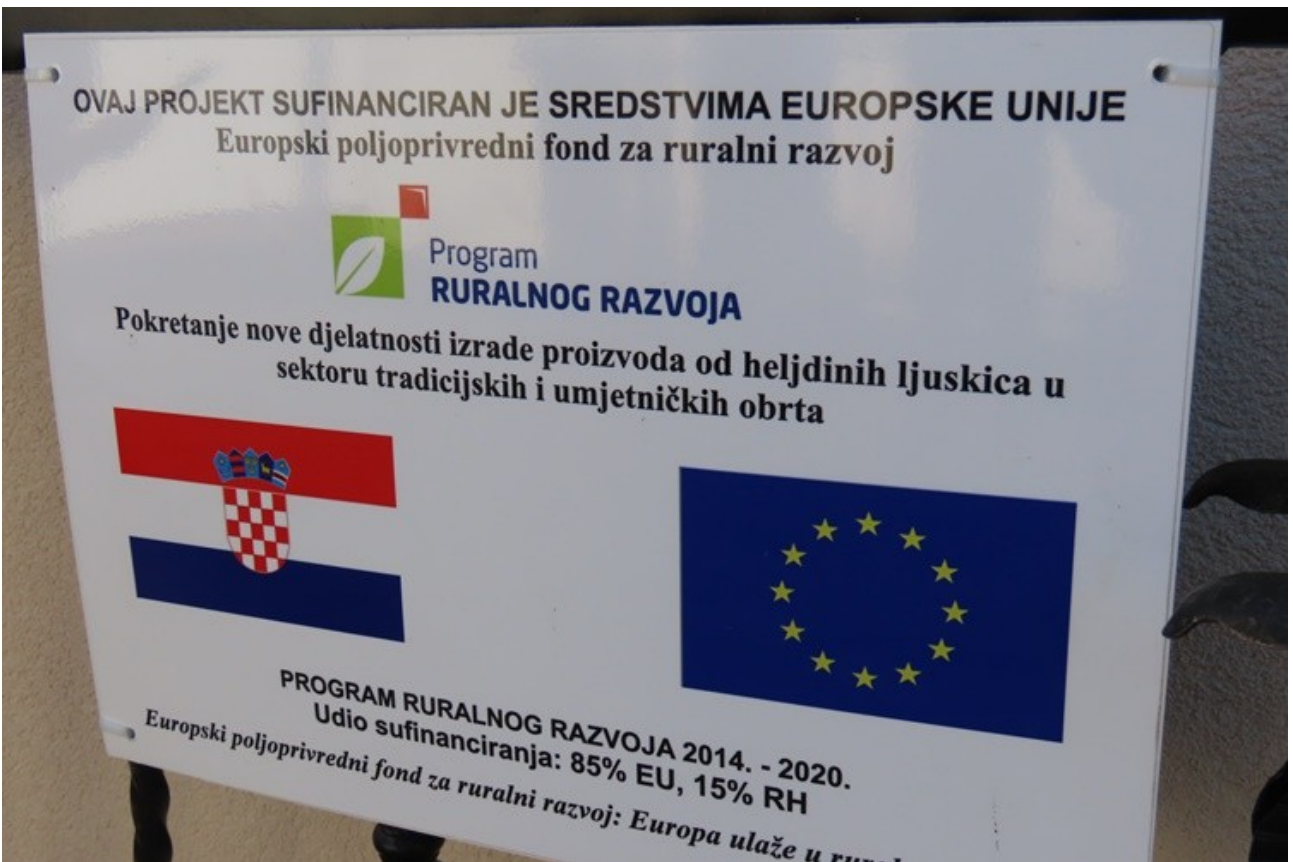 OVAJ PROJEKT SUFINANCIRAN JE SREDSTVIMA EUROPSKE UNIJE
Europski poljoprivredni fond za ruralni razvoj
Program
RURALNOG RAZVOJA
Pokretanje nove djelatnosti izrade proizvoda od heljdinih ljuskica u
sektoru tradicijskih i umjetničkih obrta
PROGRAM RURALNOG RAZVOJA 2014. - 2020.
Udio sufinanciranja: 85% EU, 15% RH
Europski poljoprivredni fond za ruralni razvoj: Europa ulaže u